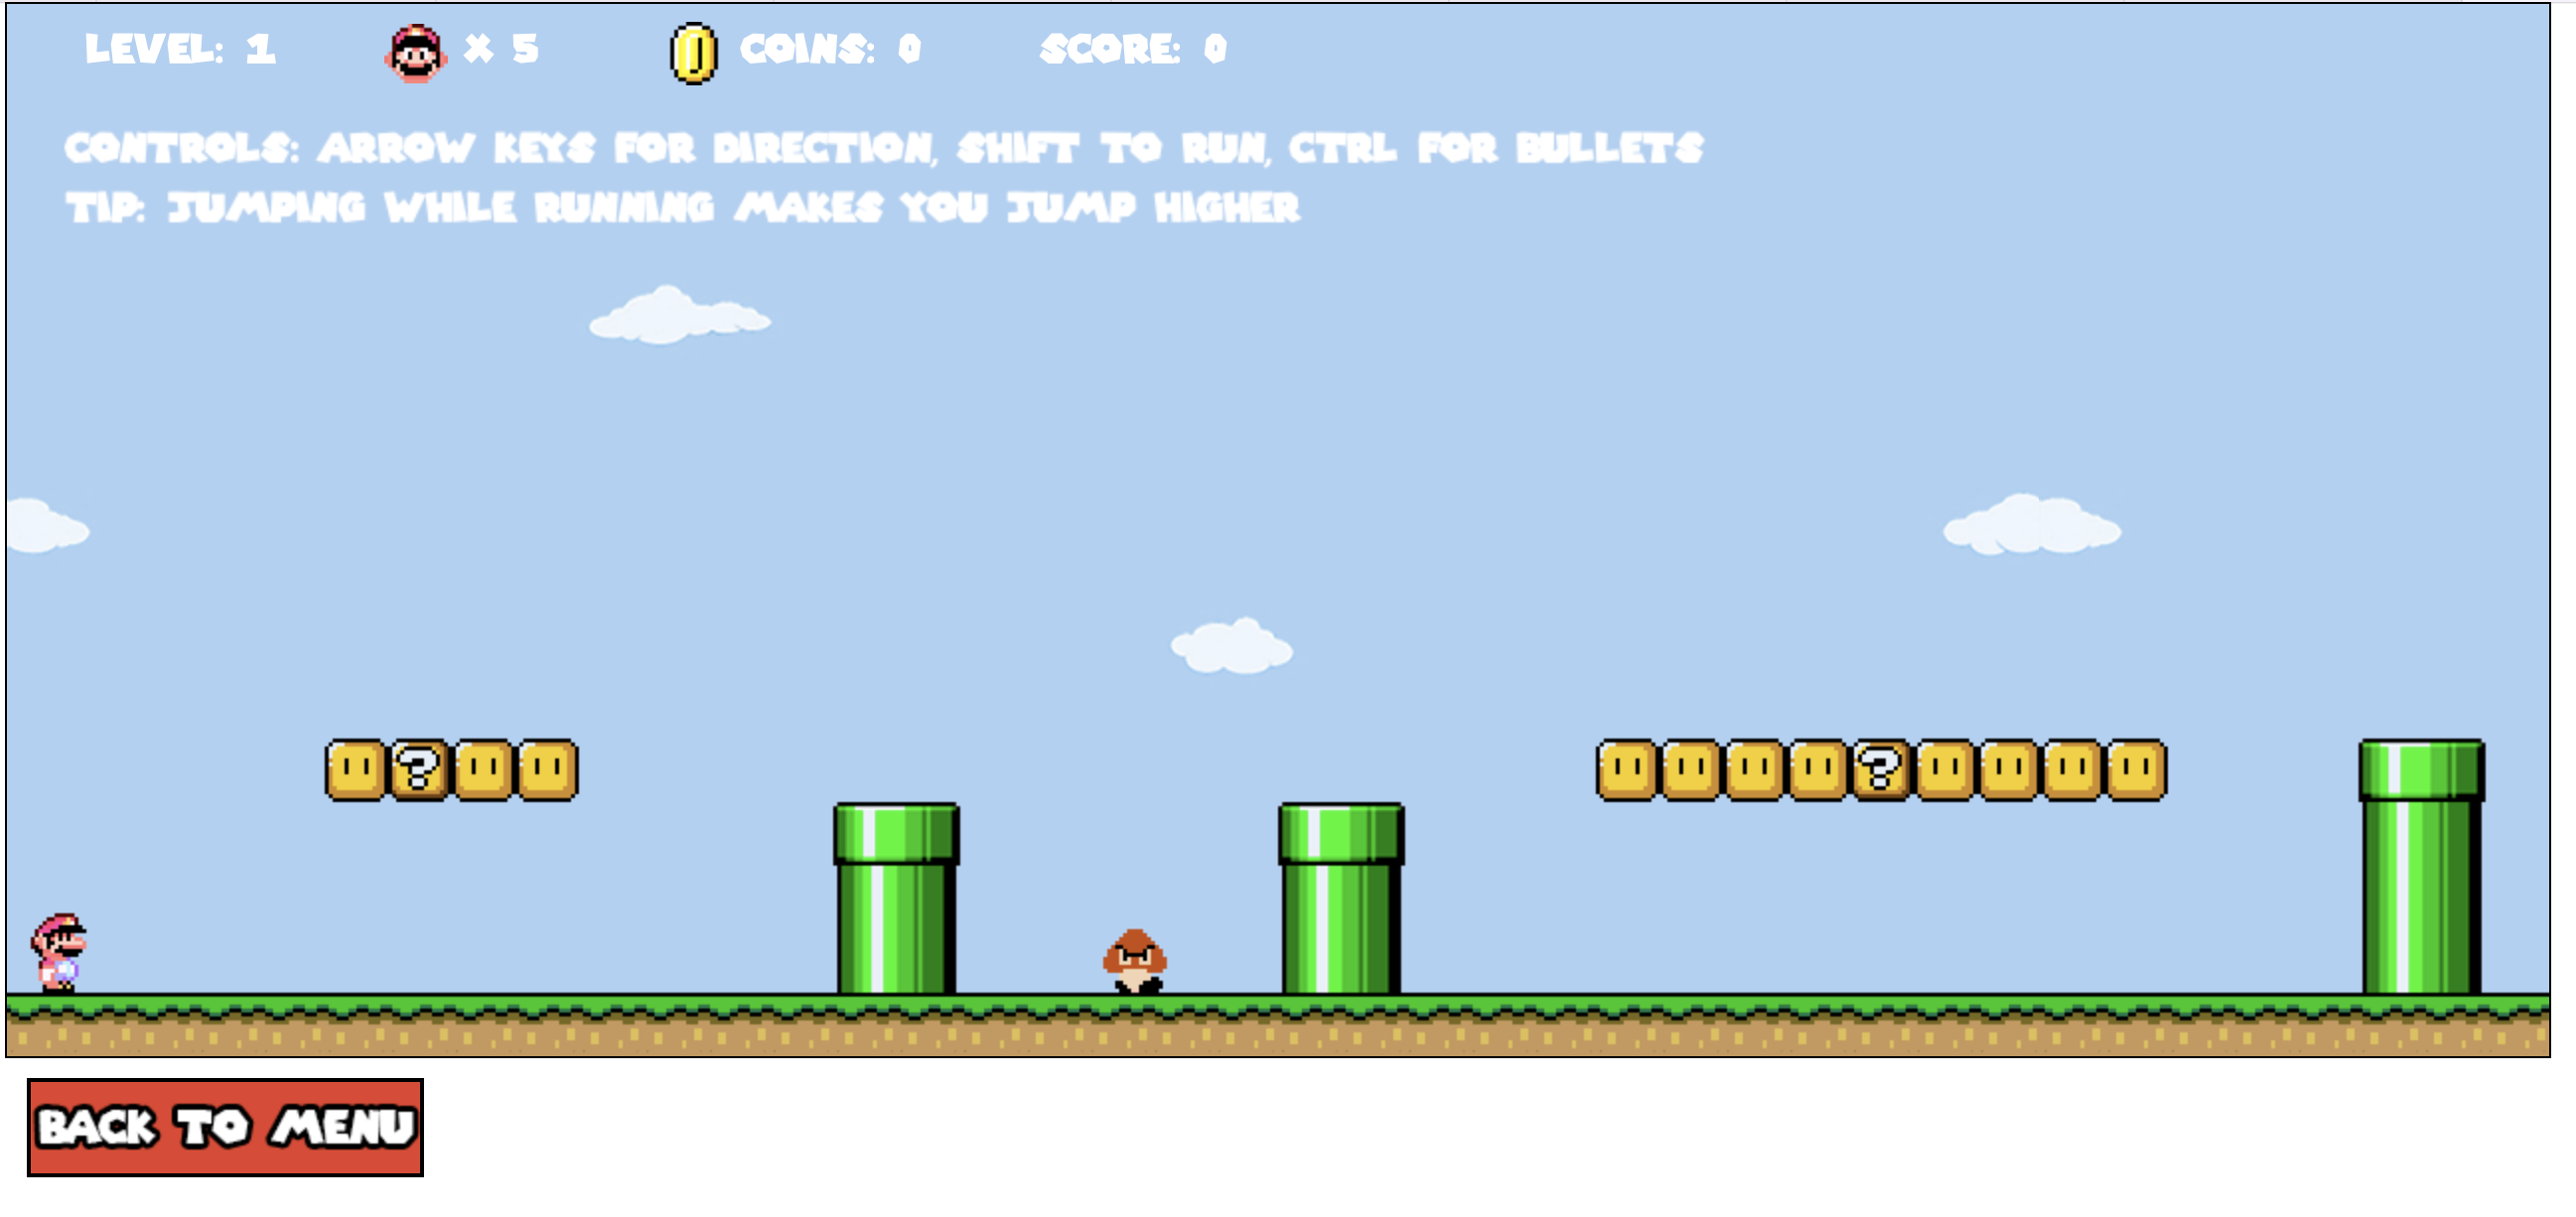 LEVEL: 1 X 5 COINS: 0 SCORE: 0
CONTROLS: ARROW KEYS FOR DIRECTION, SHIFT TO RUN, CTRL FOR BULLETS
TIP: JUMPING WHILE RUNNING MAKES YOU JUMP HIGHER
? ?
BACK TO MENU